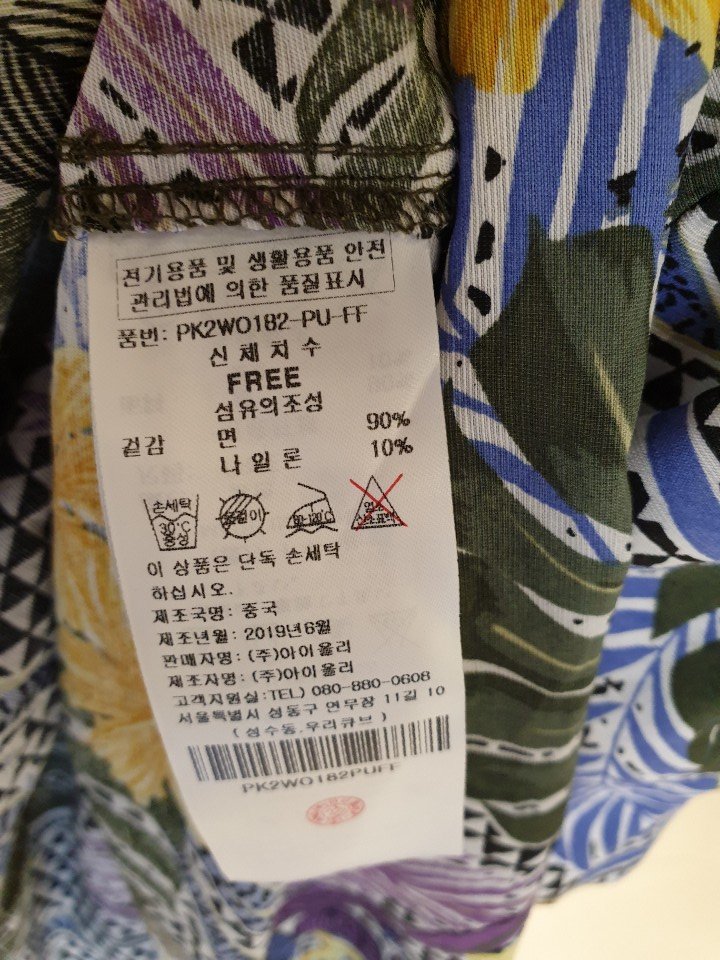 전기용품 및 생활용품 안전
관리법에 의한 품질표시
품번: PK2WO182-PU-FF
신체치수
FREE
섬유의조성
겉감 면 90%
나일론 10%
손세탁
30°C
중성
80-120°C
이 상품은 단독 손세탁
하십시오.
제조국명: 중국
제조년월: 2019년6월
판매자명: (주)아이올리
제조자명: (주)아이올리
고객지원실:TEL) 080-880-0608
서울특별시 성동구 연무장 11길 10
(성수동,우리큐브)
PK2WO182PUFF